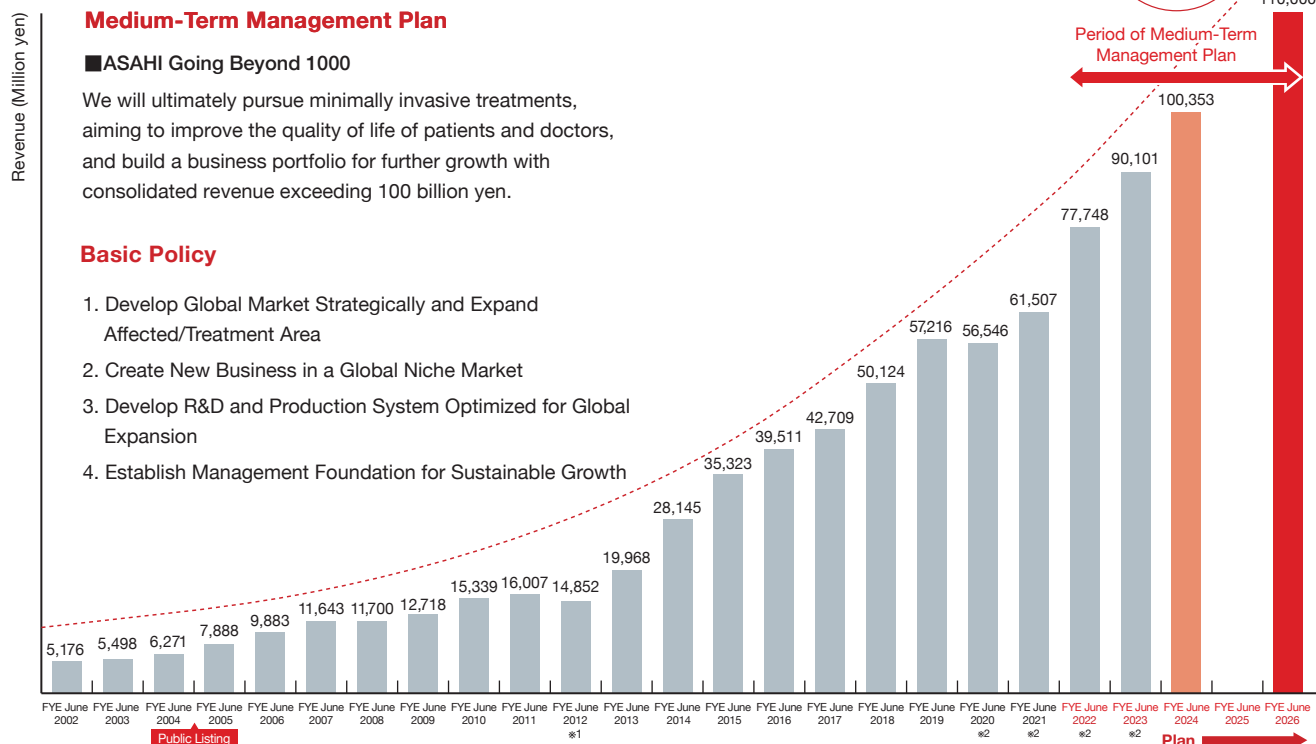 Revenue (Million yen)
Medium-Term Management Plan
■ASAHI Going Beyond 1000
We will ultimately pursue minimally invasive treatments,
aiming to improve the quality of life of patients and doctors,
and build a business portfolio for further growth with
consolidated revenue exceeding 100 billion yen.
Basic Policy
1. Develop Global Market Strategically and Expand
Affected/Treatment Area
2. Create New Business in a Global Niche Market
3. Develop R&D and Production System Optimized for Global
Expansion
4. Establish Management Foundation for Sustainable Growth
Period of Medium-Term
Management Plan
5,176
5,498
6,271
7,888
9,883
11,643
11,700
12,718
15,339
16,007
14,852
19,968
28,145
35,323
39,511
42,709
50,124
57,216
56,546
61,507
77,748
90,101
100,353
FYE June
2002
FYE June
2003
FYE June
2004
FYE June
2005
FYE June
2006
FYE June
2007
FYE June
2008
FYE June
2009
FYE June
2010
FYE June
2011
FYE June
2012
※1
FYE June
2013
FYE June
2014
FYE June
2015
FYE June
2016
FYE June
2017
FYE June
2018
FYE June
2019
FYE June
2020
※2
FYE June
2021
※2
FYE June
2022
※2
FYE June
2023
※2
FYE June
2024
FYE June
2025
FYE June
2026
Public Listing
Plan